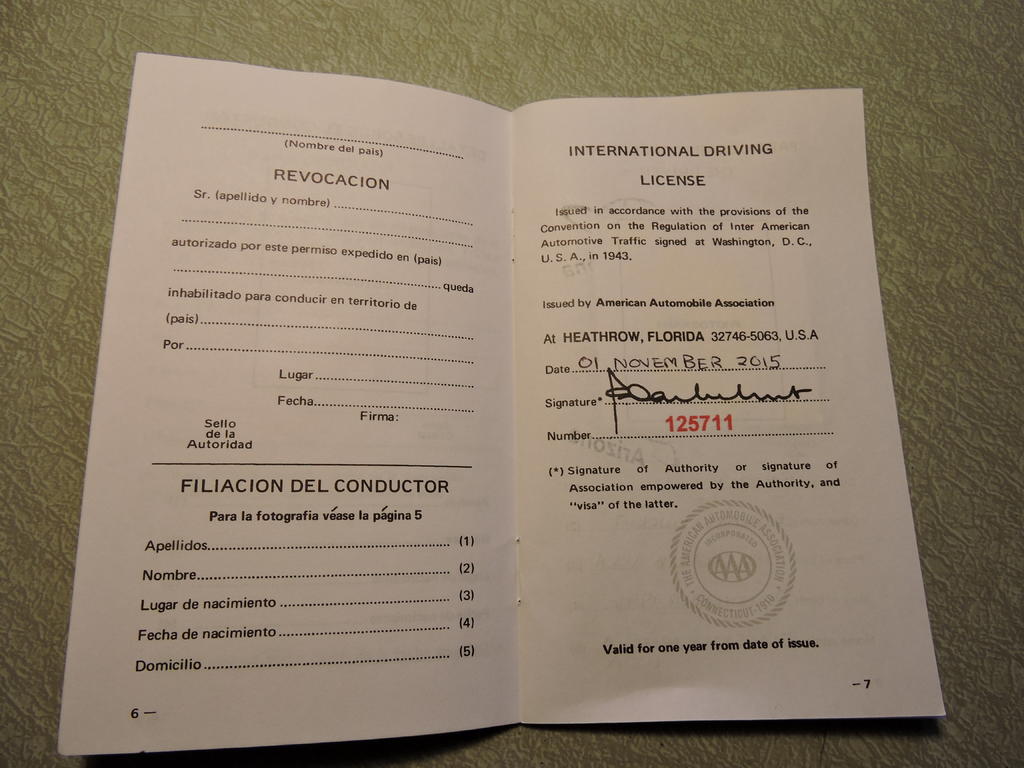 (Nombre del pais)
REVOCACION
Sr. (apellido y nombre)
autorizado por este permiso expedido en (pais)
queda
inhabilitado para conducir en territorio de
(pais)
Por
Lugar
Fecha
Firma:
Sello
de la
Autoridad
FILIACION DEL CONDUCTOR
Para la fotografia véase la página 5
Apellidos (1)
Nombre (2)
Lugar de nacimiento (3)
Fecha de nacimiento (4)
Domicilio (5)
6 —
INTERNATIONAL DRIVING
LICENSE
Issued in accordance with the provisions of the
Convention on the Regulation of Inter American
Automotive Traffic signed at Washington, D.C.,
U.S.A., in 1943.
Issued by American Automobile Association
At HEATHROW, FLORIDA 32746-5063, U.S.A
Date 01 NOVEMBER 2015
Signature*
125711
Number
(*) Signature of Authority or signature of
Association empowered by the Authority, and
"visa" of the latter.
THE AMERICAN AUTOMOBILE ASSOCIATION
INCORPORATED
AAA
CONNECTICUT-1910
Valid for one year from date of issue.
– 7